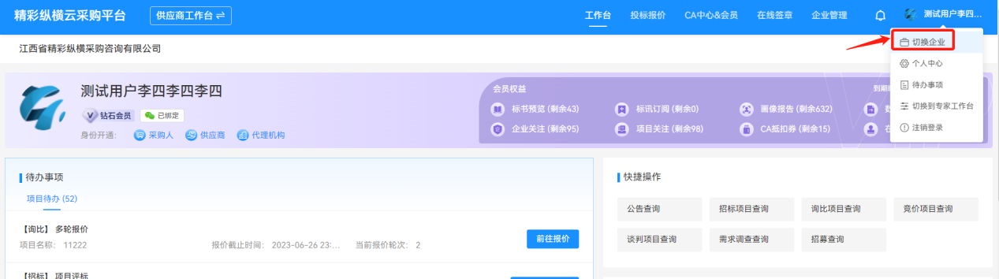 精彩纵横云采购平台 供应商工作台 工作台 投标报价 CA中心&会员 在线签章 企业管理 测试用户李四...
江西省精彩纵横采购咨询有限公司
切换企业
个人中心
待办事项
切换到专家工作台
注销登录
测试用户李四李四李四
钻石会员 已绑定
身份开通: 采购人 供应商 代理机构
会员权益
标书预览 (剩余43) 标讯订阅 (剩余0) 画像报告 (剩余632)
企业关注 (剩余95) 项目关注 (剩余98) CA抵扣券 (剩余15)
待办事项
项目待办 (52)
【询比】 多轮报价
项目名称: 11222 报价截止时间: 2023-06-26 23:... 当前报价轮次: 2
前往报价
【招标】 项目评标
快捷操作
公告查询 招标项目查询 询比项目查询 竞价项目查询
谈判项目查询 需求调查查询 招募查询